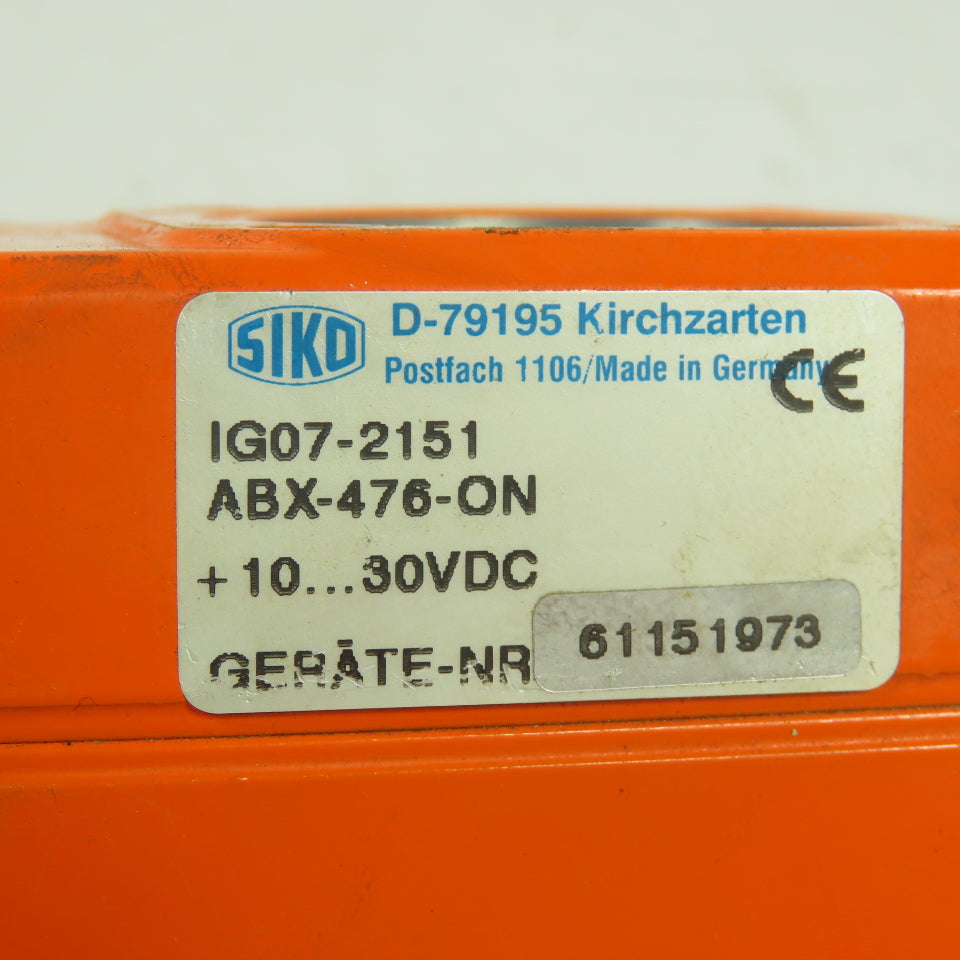 SIKO D-79195 Kirchzarten
Postfach 1106/Made in Germany CE
IG07-2151
ABX-476-ON
+10...30VDC
GERÄTE-NR 61151973